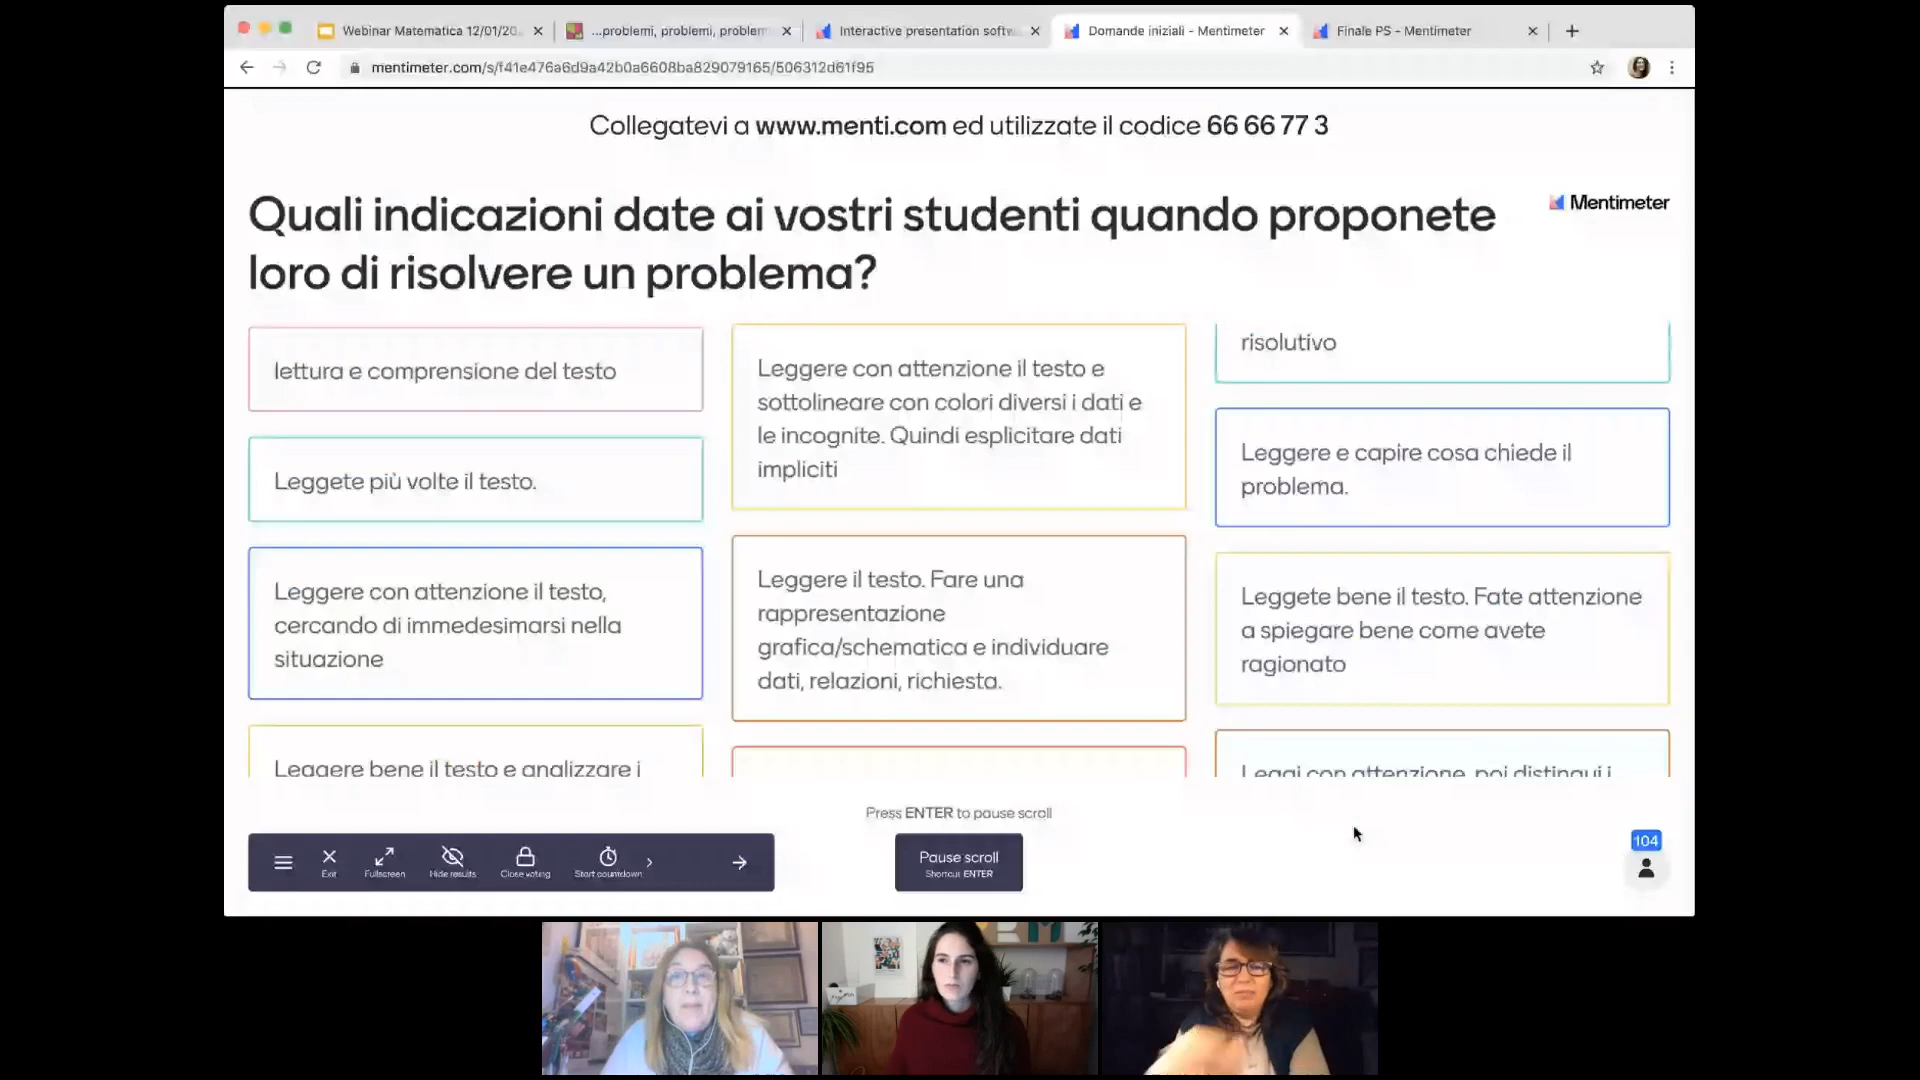 Webinar Matematica 12/01/20..
...problemi, problemi, problem
Interactive presentation softw
Domande iniziali - Mentimeter
Finale PS - Mentimeter
mentimeter.com/s/f41e476a6d9a42b0a6608ba829079165/506312d61f95
Collegatevi a www.menti.com ed utilizzate il codice 66 66 77 3
Quali indicazioni date ai vostri studenti quando proponete
loro di risolvere un problema?
Mentimeter
lettura e comprensione del testo
Leggete più volte il testo.
Leggere con attenzione il testo,
cercando di immedesimarsi nella
situazione
Leggere bene il testo e analizzare i
Leggere con attenzione il testo e
sottolineare con colori diversi i dati e
le incognite. Quindi esplicitare dati
impliciti
Leggere il testo. Fare una
rappresentazione
grafica/schematica e individuare
dati, relazioni, richiesta.
risolutivo
Leggere e capire cosa chiede il
problema.
Leggete bene il testo. Fate attenzione
a spiegare bene come avete
ragionato
Leggi con attenzione, poi distingui i
Press ENTER to pause scroll
Exit
Fullscreen
Hide results
Close voting
Start countdown
Pause scroll
Shortcut ENTER
104